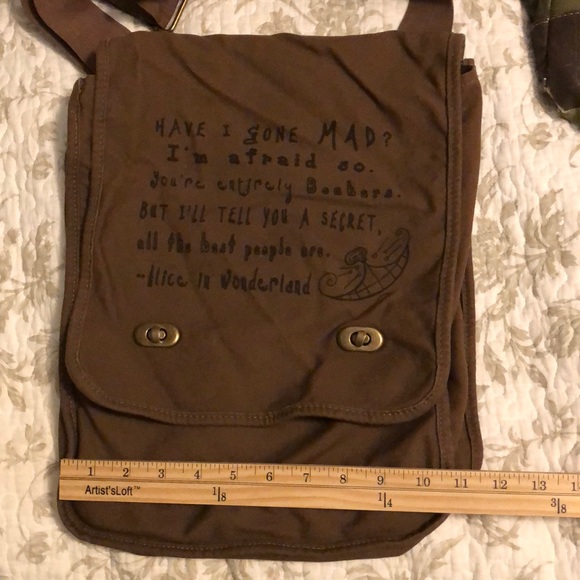 HAVE I GONE MAD?
I'm afraid so.
You're entirely Bonkers.
BUT I'LL TELL YOU A SECRET,
all the best people are.
~Alice in Wonderland
1 2 3 4 5 6 7 8 9 10 11 12 13 14
Artist'sLoft™ 1/8 1/4 3/8